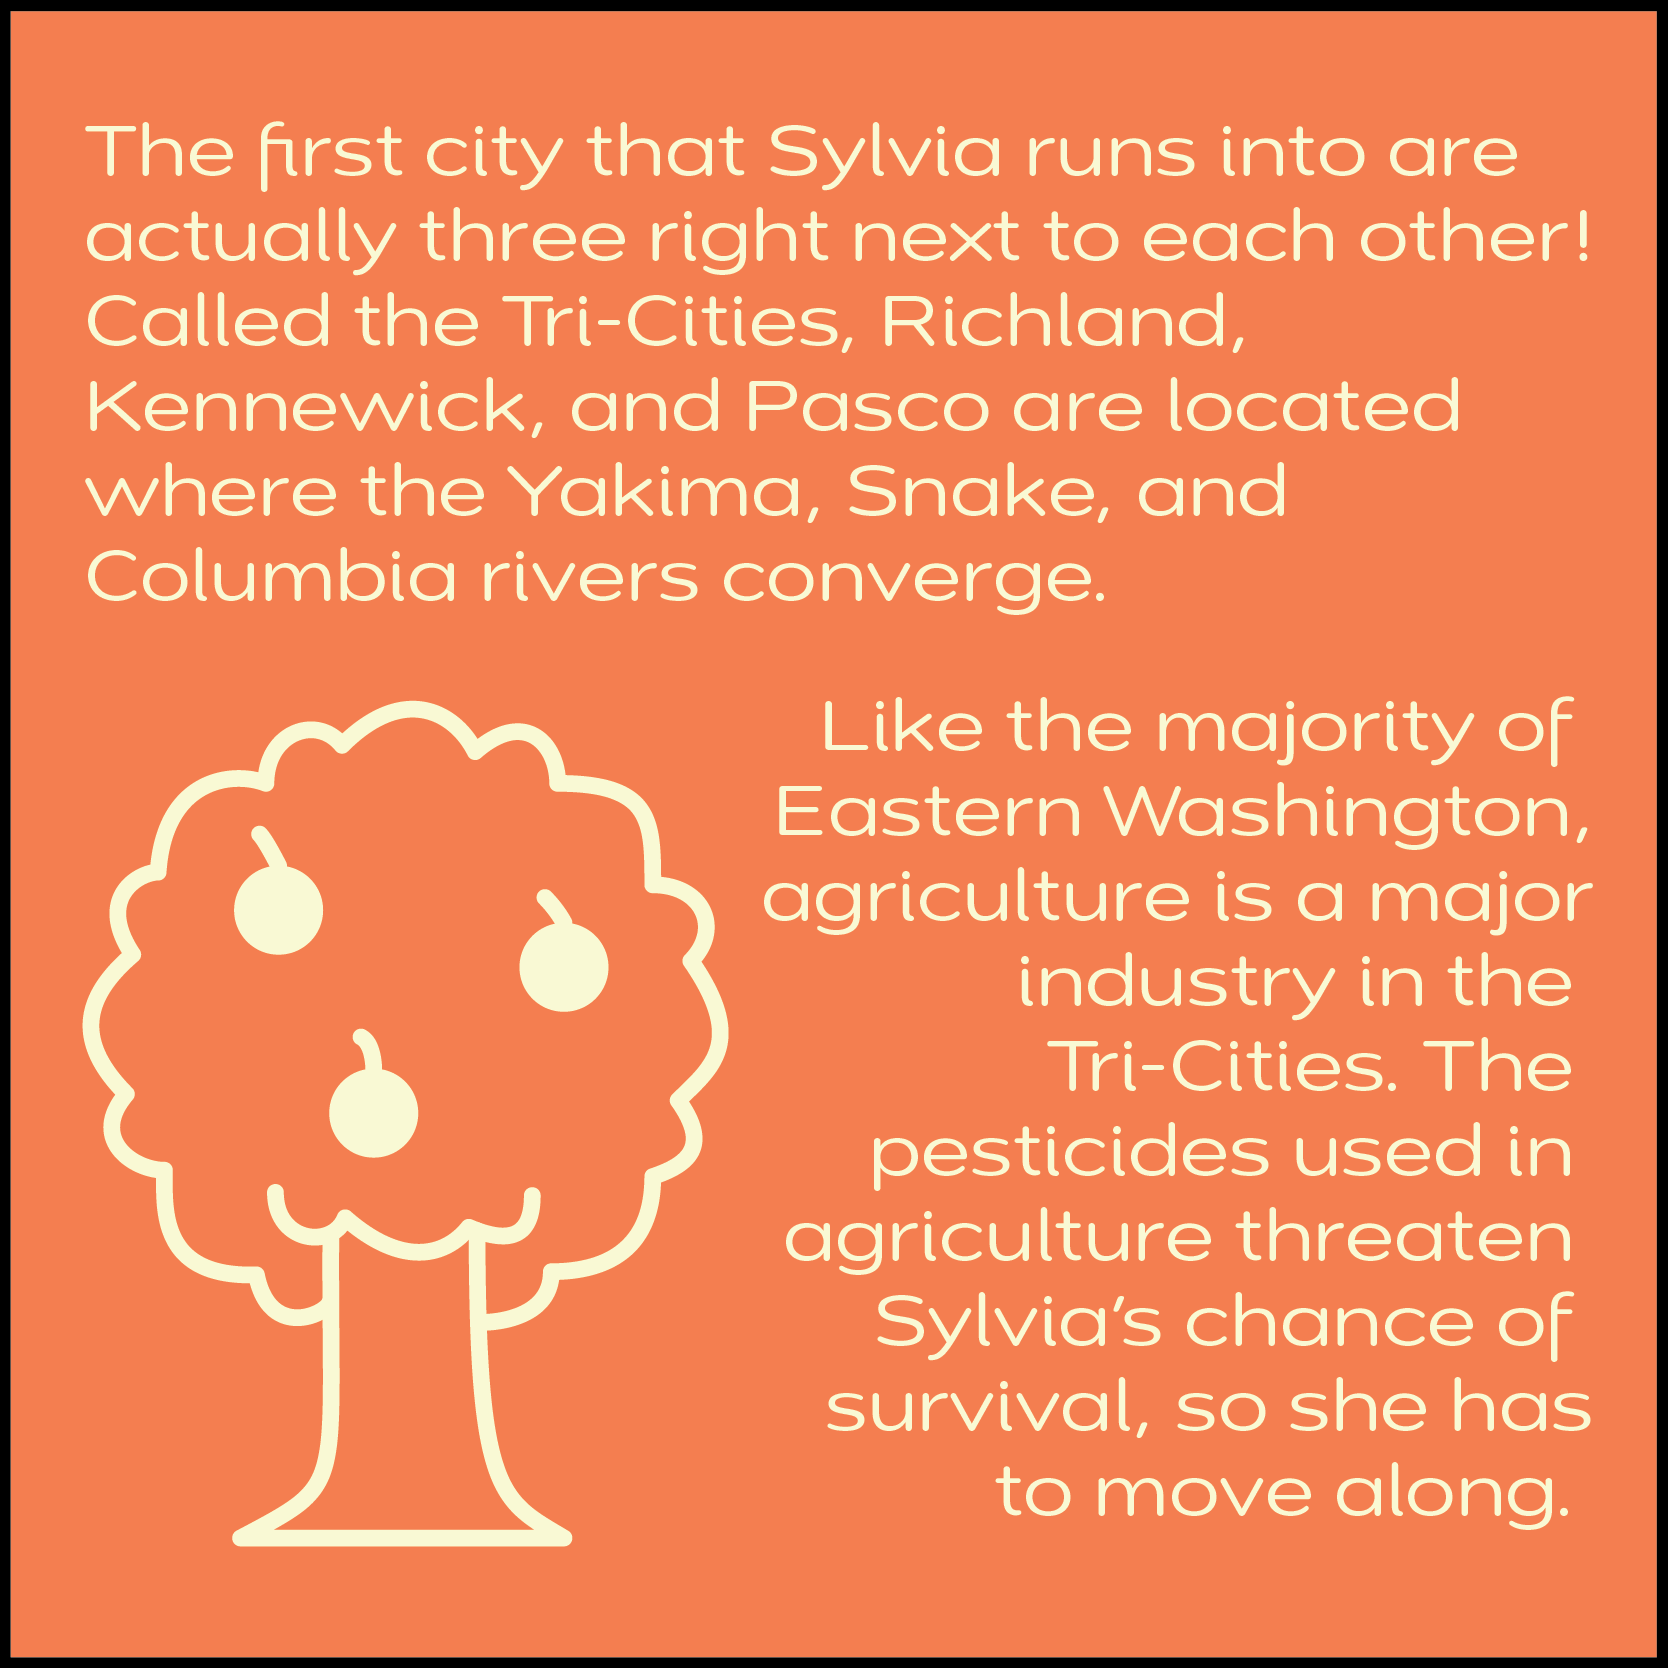 The first city that Sylvia runs into are
actually three right next to each other!
Called the Tri-Cities, Richland,
Kennewick, and Pasco are located
where the Yakima, Snake, and
Columbia rivers converge.
Like the majority of
Eastern Washington,
agriculture is a major
industry in the
Tri-Cities. The
pesticides used in
agriculture threaten
Sylvia’s chance of
survival, so she has
to move along.